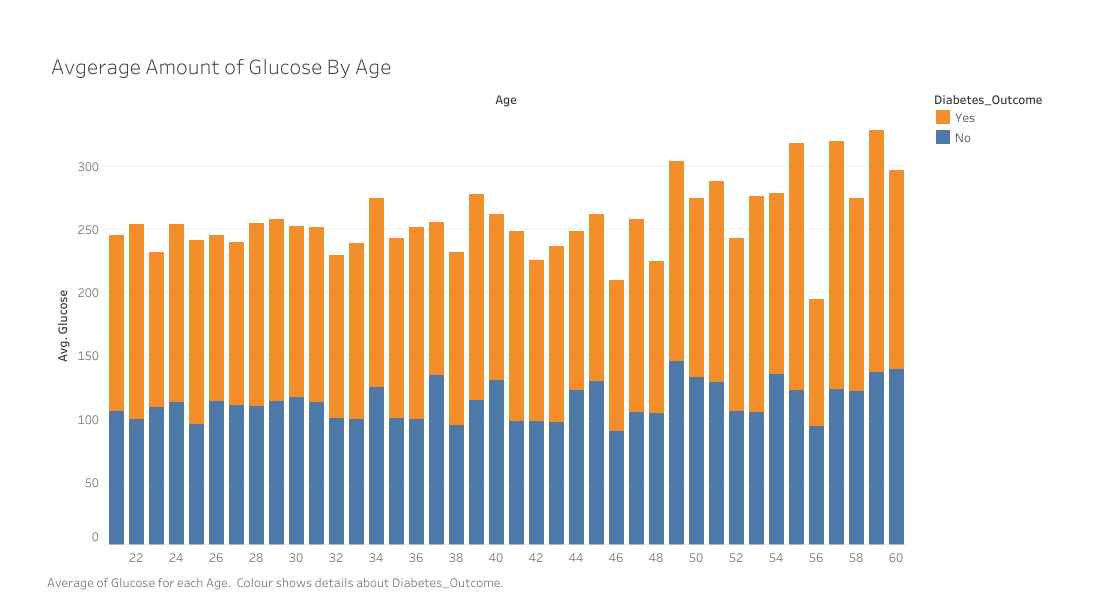 Avgerage Amount of Glucose By Age
Age
Diabetes_Outcome
Yes
No
Avg. Glucose
300
250
200
150
100
50
0
22 24 26 28 30 32 34 36 38 40 42 44 46 48 50 52 54 56 58 60
Average of Glucose for each Age.  Colour shows details about Diabetes_Outcome.